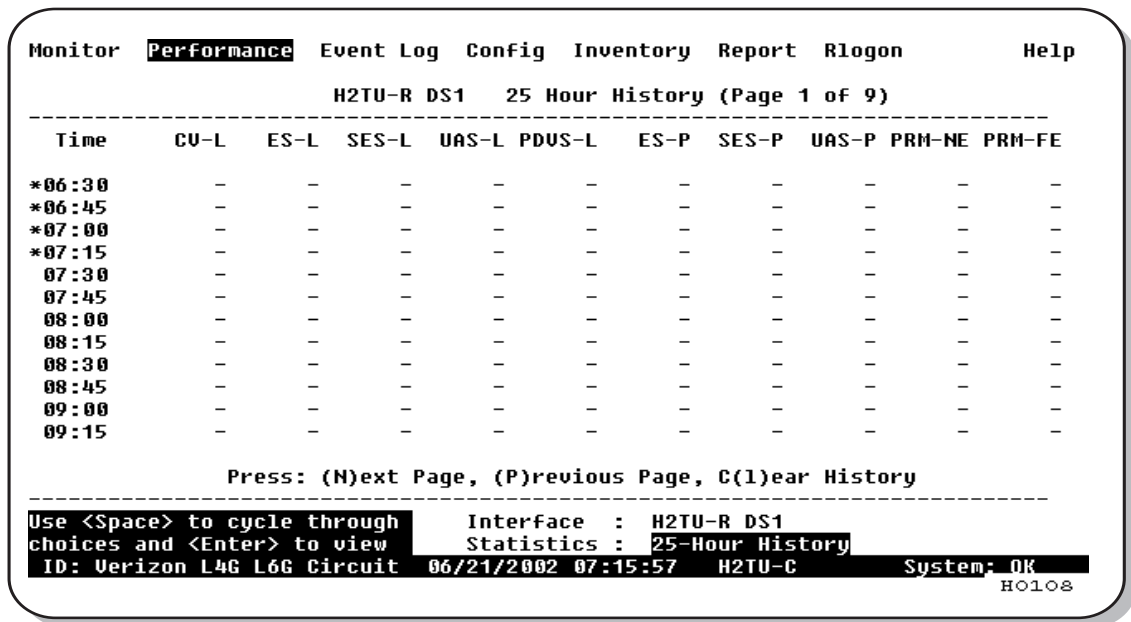 Monitor Performance Event Log Config Inventory Report Rlogon Help
H2TU-R DS1 25 Hour History (Page 1 of 9)
--------------------------------------------------------------------------------
Time CV-L ES-L SES-L UAS-L PDVS-L ES-P SES-P UAS-P PRM-NE PRM-FE
*06:30 - - - - - - - - - -
*06:45 - - - - - - - - - -
*07:00 - - - - - - - - - -
*07:15 - - - - - - - - - -
07:30 - - - - - - - - - -
07:45 - - - - - - - - - -
08:00 - - - - - - - - - -
08:15 - - - - - - - - - -
08:30 - - - - - - - - - -
08:45 - - - - - - - - - -
09:00 - - - - - - - - - -
09:15 - - - - - - - - - -
Press: (N)ext Page, (P)revious Page, C(l)ear History
--------------------------------------------------------------------------------
Use <Space> to cycle through Interface : H2TU-R DS1
choices and <Enter> to view Statistics : 25-Hour History
ID: Verizon L4G L6G Circuit 06/21/2002 07:15:57 H2TU-C System: OK
H0108